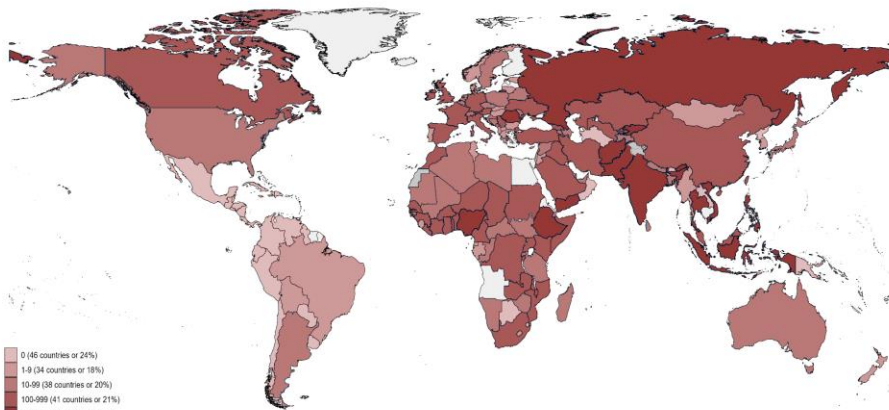 0 (46 countries or 24%)
1-9 (34 countries or 18%)
10-99 (38 countries or 20%)
100-999 (41 countries or 21%)